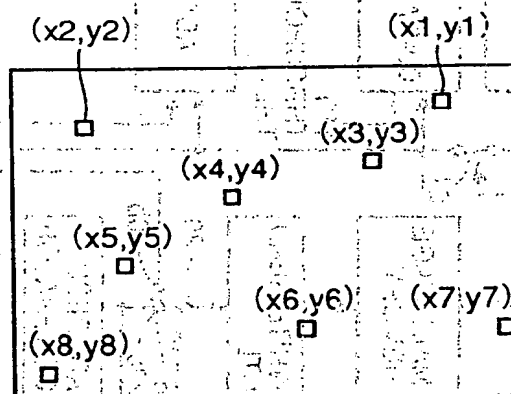 (x2,y2)
(x1,y1)
(x3,y3)
(x4,y4)
(x5,y5)
(x6,y6)
(x7,y7)
(x8,y8)